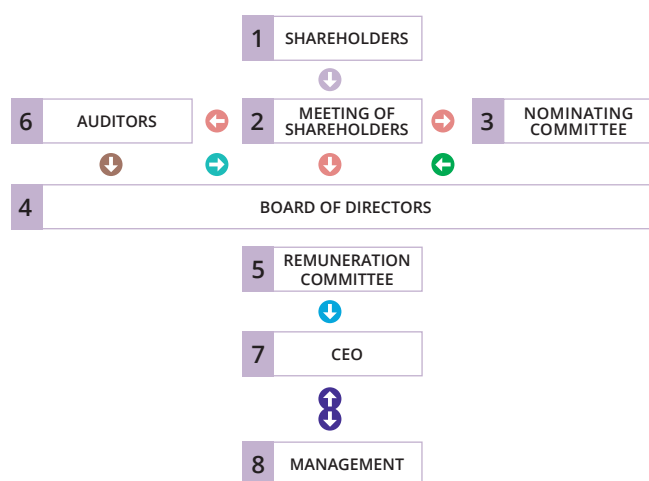 1 SHAREHOLDERS
6 AUDITORS
2 MEETING OF
SHAREHOLDERS
3 NOMINATING
COMMITTEE
4 BOARD OF DIRECTORS
5 REMUNERATION
COMMITTEE
7 CEO
8 MANAGEMENT